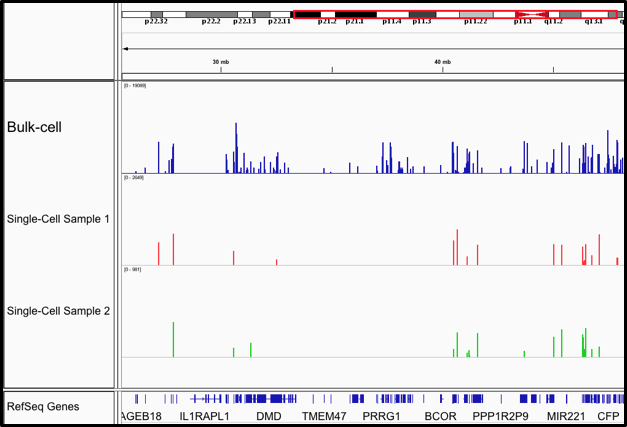 p22.32 p22.2 p22.13 p22.11 p21.2 p21.1 p11.4 p11.3 p11.22 p11.1 q11.2 q13.1 q
30 mb 40 mb
[0 - 19089]
Bulk-cell
[0 - 2649]
Single-Cell Sample 1
[0 - 981]
Single-Cell Sample 2
RefSeq Genes
AGEB18 IL1RAPL1 DMD TMEM47 PRRG1 BCOR PPP1R2P9 MIR221 CFP